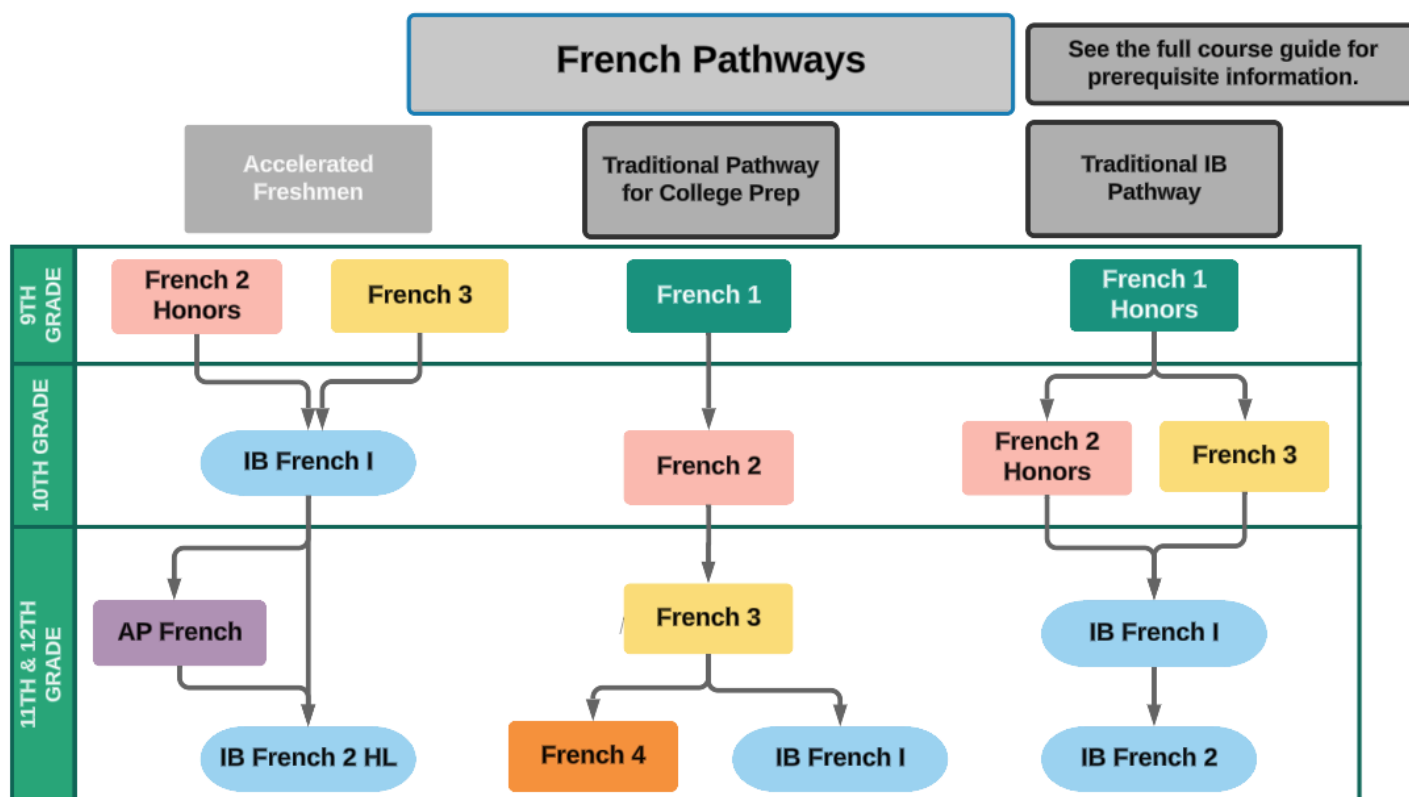 French Pathways
See the full course guide for
prerequisite information.
Accelerated
Freshmen
Traditional Pathway
for College Prep
Traditional IB
Pathway
9TH
GRADE
French 2
Honors
French 3
French 1
French 1
Honors
10TH GRADE
IB French I
French 2
French 2
Honors
French 3
11TH & 12TH
GRADE
AP French
French 3
IB French I
IB French 2 HL
French 4
IB French I
IB French 2